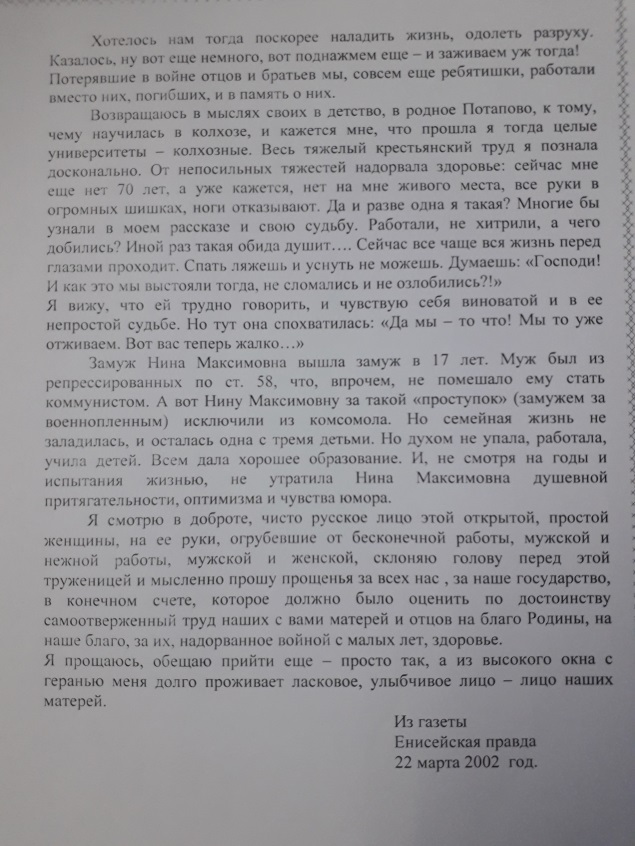 Хотелось нам тогда поскорее наладить жизнь, одолеть разруху.
Казалось, ну вот еще немного, вот поднажмем еще – и заживаем уж тогда!
Потерявшие в войне отцов и братьев мы, совсем еще ребятишки, работали
вместо них, погибших, и в память о них.
Возвращаюсь в мыслях своих в детство, в родное Потапово, к тому,
чему научилась в колхозе, и кажется мне, что прошла я тогда целые
университеты – колхозные. Весь тяжелый крестьянский труд я познала
досконально. От непосильных тяжестей надорвала здоровье: сейчас мне
еще нет 70 лет, а уже кажется, нет на мне живого места, все руки в
огромных шишках, ноги отказывают. Да и разве одна я такая? Многие бы
узнали в моем рассказе и свою судьбу. Работали, не хитрили, а чего
добились? Иной раз такая обида душит…. Сейчас все чаще вся жизнь перед
глазами проходит. Спать ляжешь и уснуть не можешь. Думаешь: «Господи!
И как это мы выстояли тогда, не сломались и не озлобились?!»
Я вижу, что ей трудно говорить, и чувствую себя виноватой и в ее
непростой судьбе. Но тут она спохватилась: «Да мы – то что! Мы то уже
отживаем. Вот вас теперь жалко…»
Замуж Нина Максимовна вышла замуж в 17 лет. Муж был из
репрессированных по ст. 58, что, впрочем, не помешало ему стать
коммунистом. А вот Нину Максимовну за такой «проступок» (замужем за
военнопленным) исключили из комсомола. Но семейная жизнь не
заладилась, и осталась одна с тремя детьми. Но духом не упала, работала,
учила детей. Всем дала хорошее образование. И, не смотря на годы и
испытания жизнью, не утратила Нина Максимовна душевной
притягательности, оптимизма и чувства юмора.
Я смотрю в доброте, чисто русское лицо этой открытой, простой
женщины, на ее руки, огрубевшие от бесконечной работы, мужской и
нежной работы, мужской и женской, склоняю голову перед этой
труженицей и мысленно прошу прощенья за всех нас , за наше государство,
в конечном счете, которое должно было оценить по достоинству
самоотверженный труд наших с вами матерей и отцов на благо Родины, на
наше благо, за их, надорванное войной с малых лет, здоровье.
Я прощаюсь, обещаю прийти еще – просто так, а из высокого окна с
геранью меня долго проживает ласковое, улыбчивое лицо – лицо наших
матерей.
Из газеты
Енисейская правда
22 марта 2002 год.